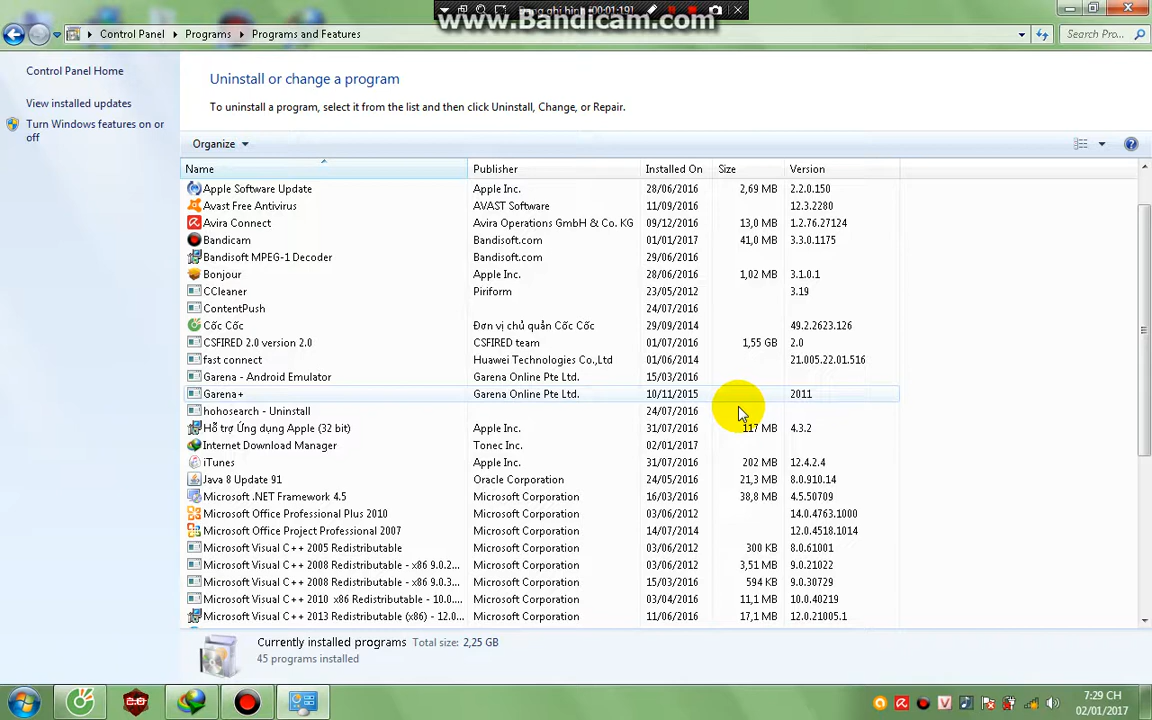 www.Bandicam.com
Control Panel Programs Programs and Features Search Pro...
Control Panel Home
View installed updates
Turn Windows features on or off
Uninstall or change a program
To uninstall a program, select it from the list and then click Uninstall, Change, or Repair.
Organize
Name Publisher Installed On Size Version
Apple Software Update Apple Inc. 28/06/2016 2,69 MB 2.2.0.150
Avast Free Antivirus AVAST Software 11/09/2016 12.3.2280
Avira Connect Avira Operations GmbH & Co. KG 09/12/2016 13,0 MB 1.2.76.27124
Bandicam Bandisoft.com 01/01/2017 41,0 MB 3.3.0.1175
Bandisoft MPEG-1 Decoder Bandisoft.com 29/06/2016
Bonjour Apple Inc. 28/06/2016 1,02 MB 3.1.0.1
CCleaner Piriform 23/05/2012 3.19
ContentPush 24/07/2016
Cốc Cốc Đơn vị chủ quản Cốc Cốc 29/09/2014 49.2.2623.126
CSFIRED 2.0 version 2.0 CSFIRED team 01/07/2016 1,55 GB 2.0
fast connect Huawei Technologies Co.,Ltd 01/06/2014 21.005.22.01.516
Garena - Android Emulator Garena Online Pte Ltd. 15/03/2016
Garena+ Garena Online Pte Ltd. 10/11/2015 2011
hohosearch - Uninstall 24/07/2016
Hỗ trợ Ứng dụng Apple (32 bit) Apple Inc. 31/07/2016 117 MB 4.3.2
Internet Download Manager Tonec Inc. 02/01/2017
iTunes Apple Inc. 31/07/2016 202 MB 12.4.2.4
Java 8 Update 91 Oracle Corporation 24/05/2016 21,3 MB 8.0.910.14
Microsoft .NET Framework 4.5 Microsoft Corporation 16/03/2016 38,8 MB 4.5.50709
Microsoft Office Professional Plus 2010 Microsoft Corporation 03/06/2012 14.0.4763.1000
Microsoft Office Project Professional 2007 Microsoft Corporation 14/07/2014 12.0.4518.1014
Microsoft Visual C++ 2005 Redistributable Microsoft Corporation 03/06/2012 300 KB 8.0.61001
Microsoft Visual C++ 2008 Redistributable - x86 9.0.2... Microsoft Corporation 03/06/2012 3,51 MB 9.0.21022
Microsoft Visual C++ 2008 Redistributable - x86 9.0.3... Microsoft Corporation 15/03/2016 594 KB 9.0.30729
Microsoft Visual C++ 2010 x86 Redistributable - 10.0.... Microsoft Corporation 03/04/2016 11,1 MB 10.0.40219
Microsoft Visual C++ 2013 Redistributable (x86) - 12.0... Microsoft Corporation 11/06/2016 17,1 MB 12.0.21005.1
Currently installed programs Total size: 2,25 GB
45 programs installed
2.0
7:29 CH
02/01/2017